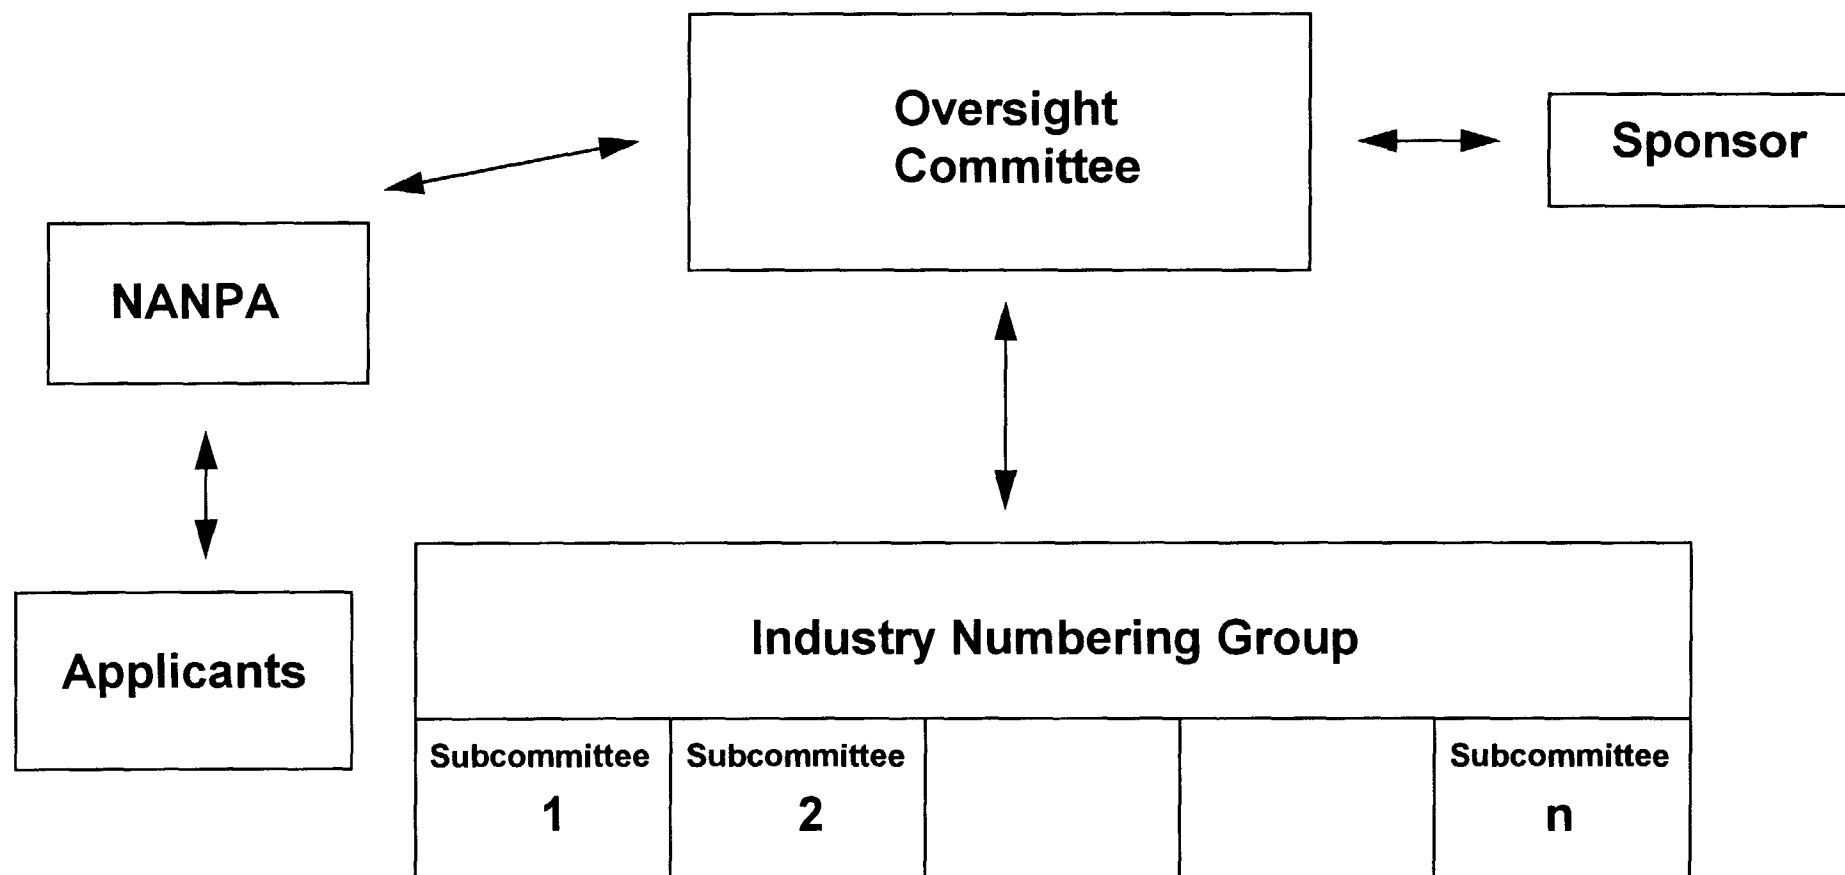 Oversight
Committee
Sponsor
NANPA
Applicants
Industry Numbering Group
Subcommittee
1
Subcommittee
2
Subcommittee
n